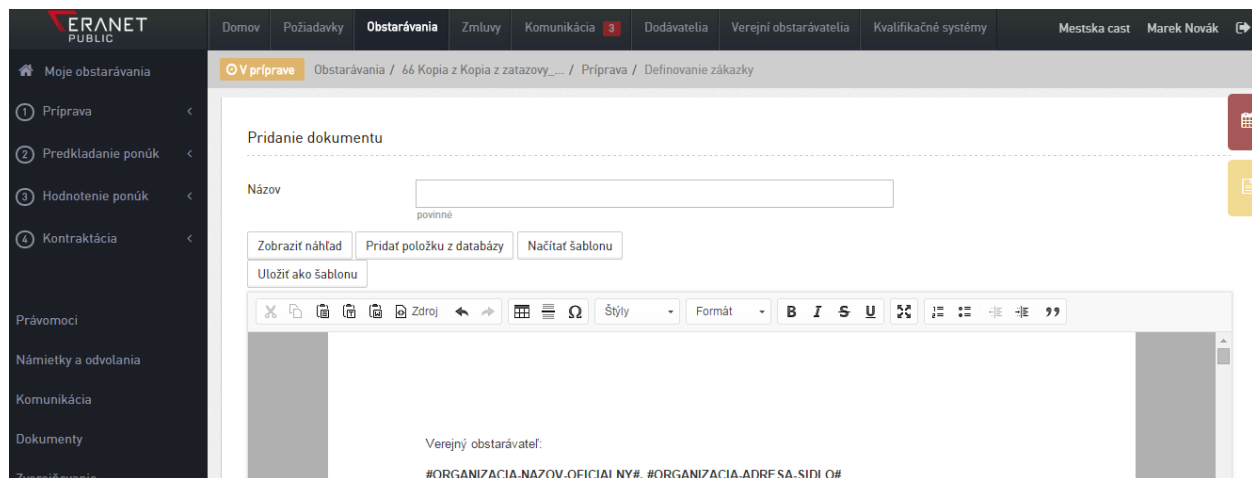 TERANET
PUBLIC
Domov Požiadavky Obstarávania Zmluvy Komunikácia 3 Dodávatelia Verejní obstarávatelia Kvalifikačné systémy Mestska cast Marek Novák
Moje obstarávania
V príprave Obstarávania / 66 Kopia z Kopia z zatazovy_... / Príprava / Definovanie zákazky
1 Príprava
2 Predkladanie ponúk
3 Hodnotenie ponúk
4 Kontraktácia
Právomoci
Námietky a odvolania
Komunikácia
Dokumenty
Zverejňovanie
Pridanie dokumentu
Názov
povinné
Zobraziť náhľad Pridať položku z databázy Načítať šablonu
Uložiť ako šablonu
Zdroj Ω Štýly Formát B I S U
Verejný obstarávateľ:
#ORGANIZACIA-NAZOV-OFICIALNY#, #ORGANIZACIA-ADRESA-SIDLO#